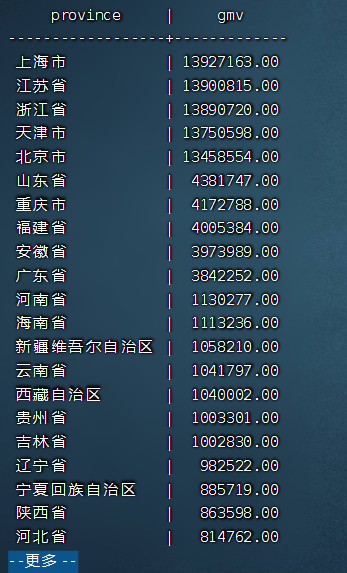 province | gmv
------------------+-------------
上海市 | 13927163.00
江苏省 | 13900815.00
浙江省 | 13890720.00
天津市 | 13750598.00
北京市 | 13458554.00
山东省 | 4381747.00
重庆市 | 4172788.00
福建省 | 4005384.00
安徽省 | 3973989.00
广东省 | 3842252.00
河南省 | 1130277.00
海南省 | 1113236.00
新疆维吾尔自治区 | 1058210.00
云南省 | 1041797.00
西藏自治区 | 1040002.00
贵州省 | 1003301.00
吉林省 | 1002830.00
辽宁省 | 982522.00
宁夏回族自治区 | 885719.00
陕西省 | 863598.00
河北省 | 814762.00
--更多--